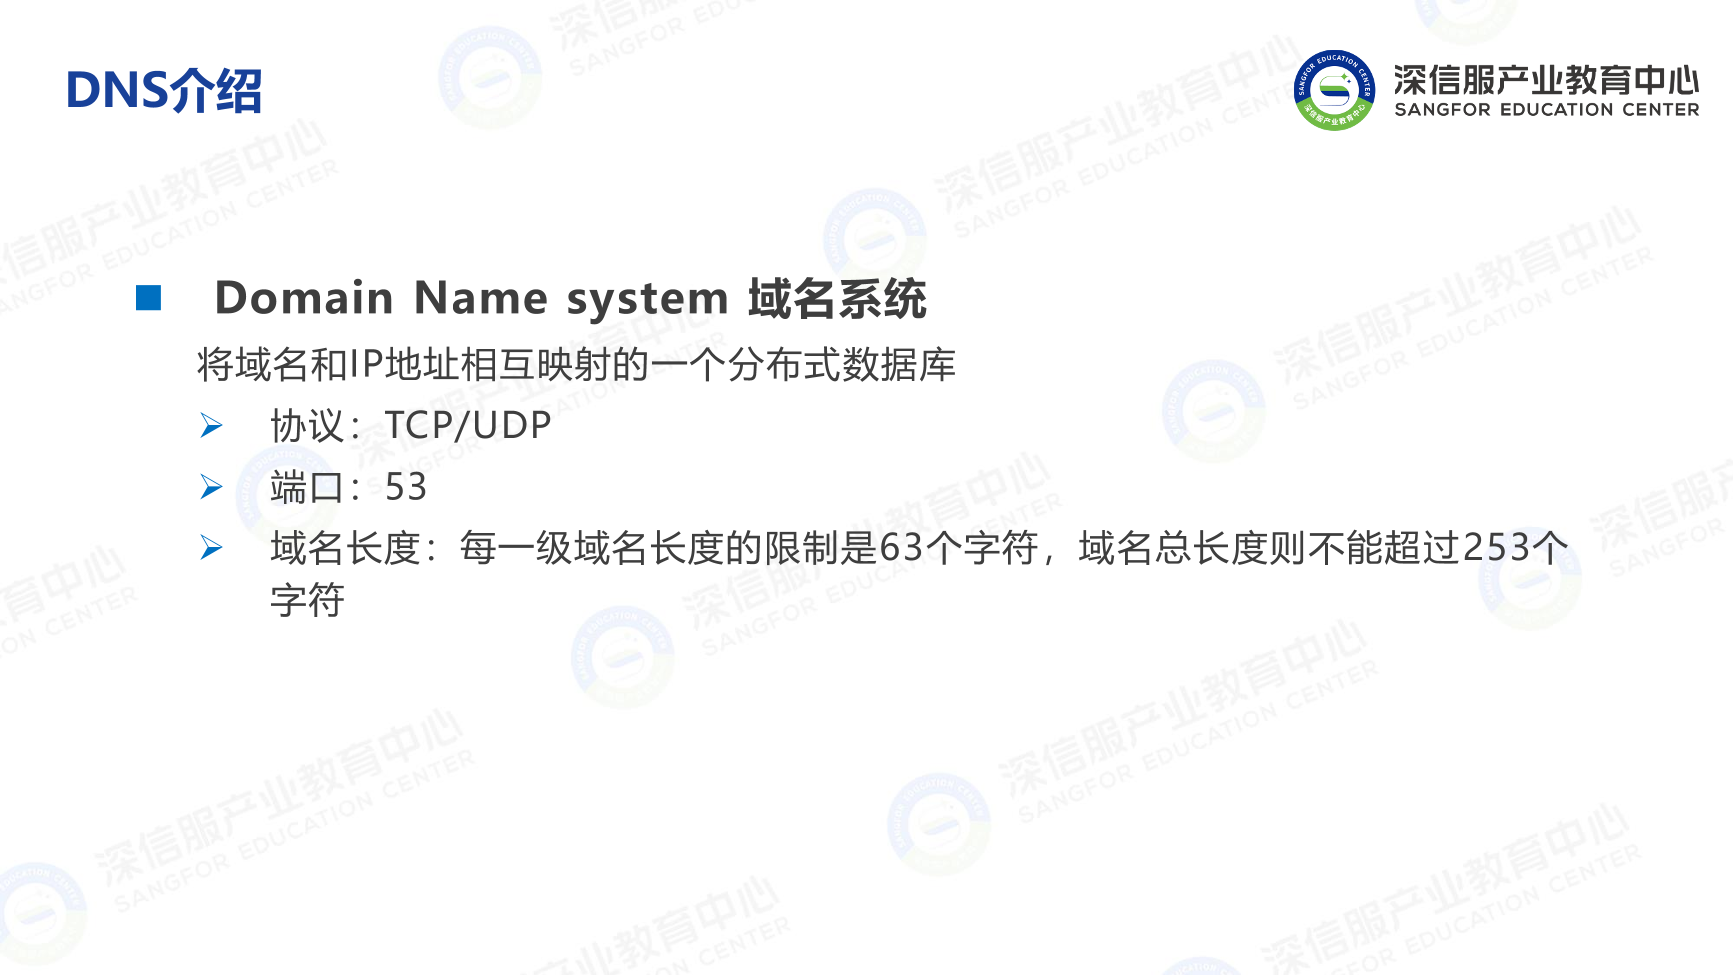 DNS介绍
深信服产业教育中心
SANGFOR EDUCATION CENTER
Domain Name system 域名系统
将域名和IP地址相互映射的一个分布式数据库
协议：TCP/UDP
端口：53
域名长度：每一级域名长度的限制是63个字符，域名总长度则不能超过253个
字符